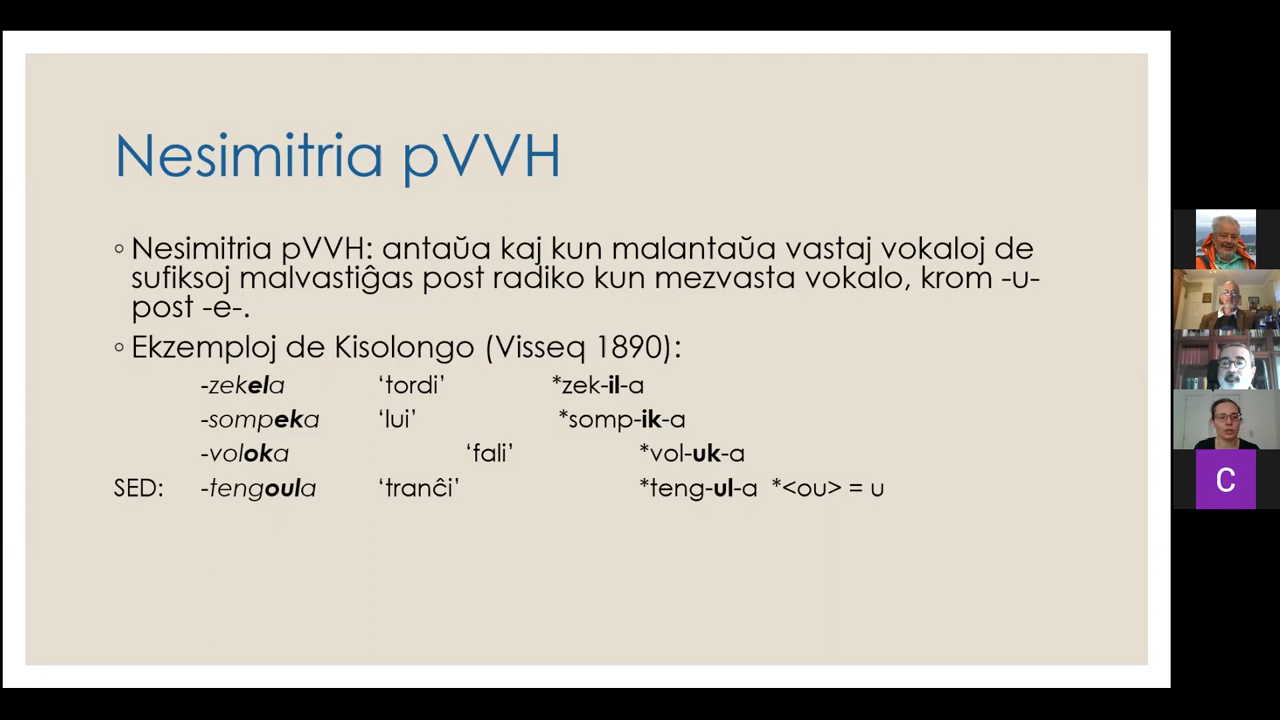 Nesimitria pVVH
◦ Nesimitria pVVH: antaŭa kaj kun malantaŭa vastaj vokaloj de
sufiksoj malvastiĝas post radiko kun mezvasta vokalo, krom -u-
post -e-.
◦ Ekzemploj de Kisolongo (Visseq 1890):
-zekela ‘tordi’ *zek-il-a
-sompeka ‘lui’ *somp-ik-a
-voloka ‘fali’ *vol-uk-a
SED: -tengoula ‘tranĉi’ *teng-ul-a *<ou> = u
C